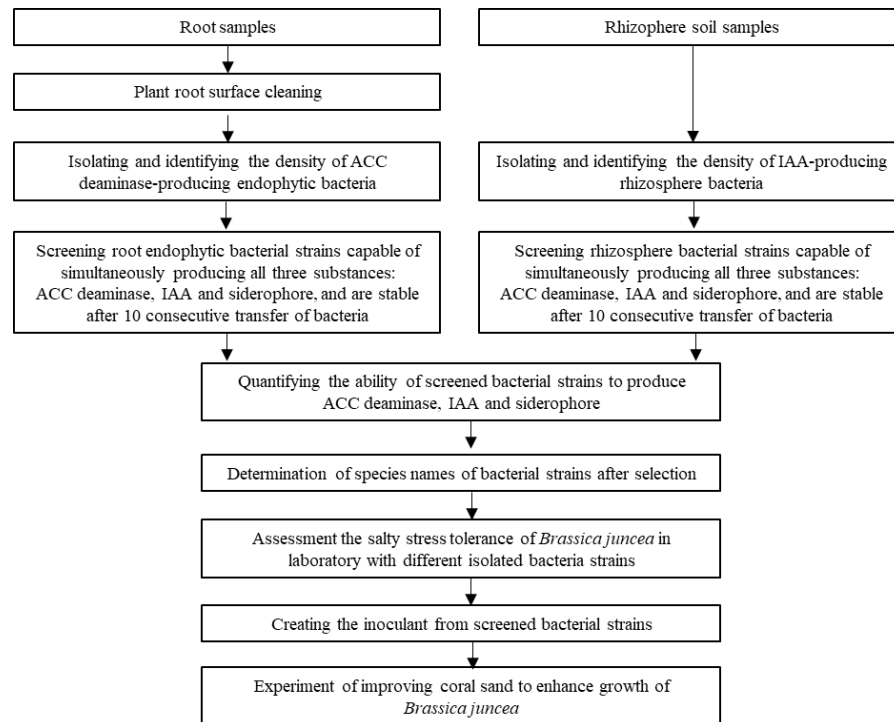 Root samples
Rhizophere soil samples
Plant root surface cleaning
Isolating and identifying the density of ACC
deaminase-producing endophytic bacteria
Isolating and identifying the density of IAA-producing
rhizosphere bacteria
Screening root endophytic bacterial strains capable of
simultaneously producing all three substances:
ACC deaminase, IAA and siderophore, and are stable
after 10 consecutive transfer of bacteria
Screening rhizosphere bacterial strains capable of
simultaneously producing all three substances:
ACC deaminase, IAA and siderophore, and are stable
after 10 consecutive transfer of bacteria
Quantifying the ability of screened bacterial strains to produce
ACC deaminase, IAA and siderophore
Determination of species names of bacterial strains after selection
Assessment the salty stress tolerance of Brassica juncea in
laboratory with different isolated bacteria strains
Creating the inoculant from screened bacterial strains
Experiment of improving coral sand to enhance growth of
Brassica juncea